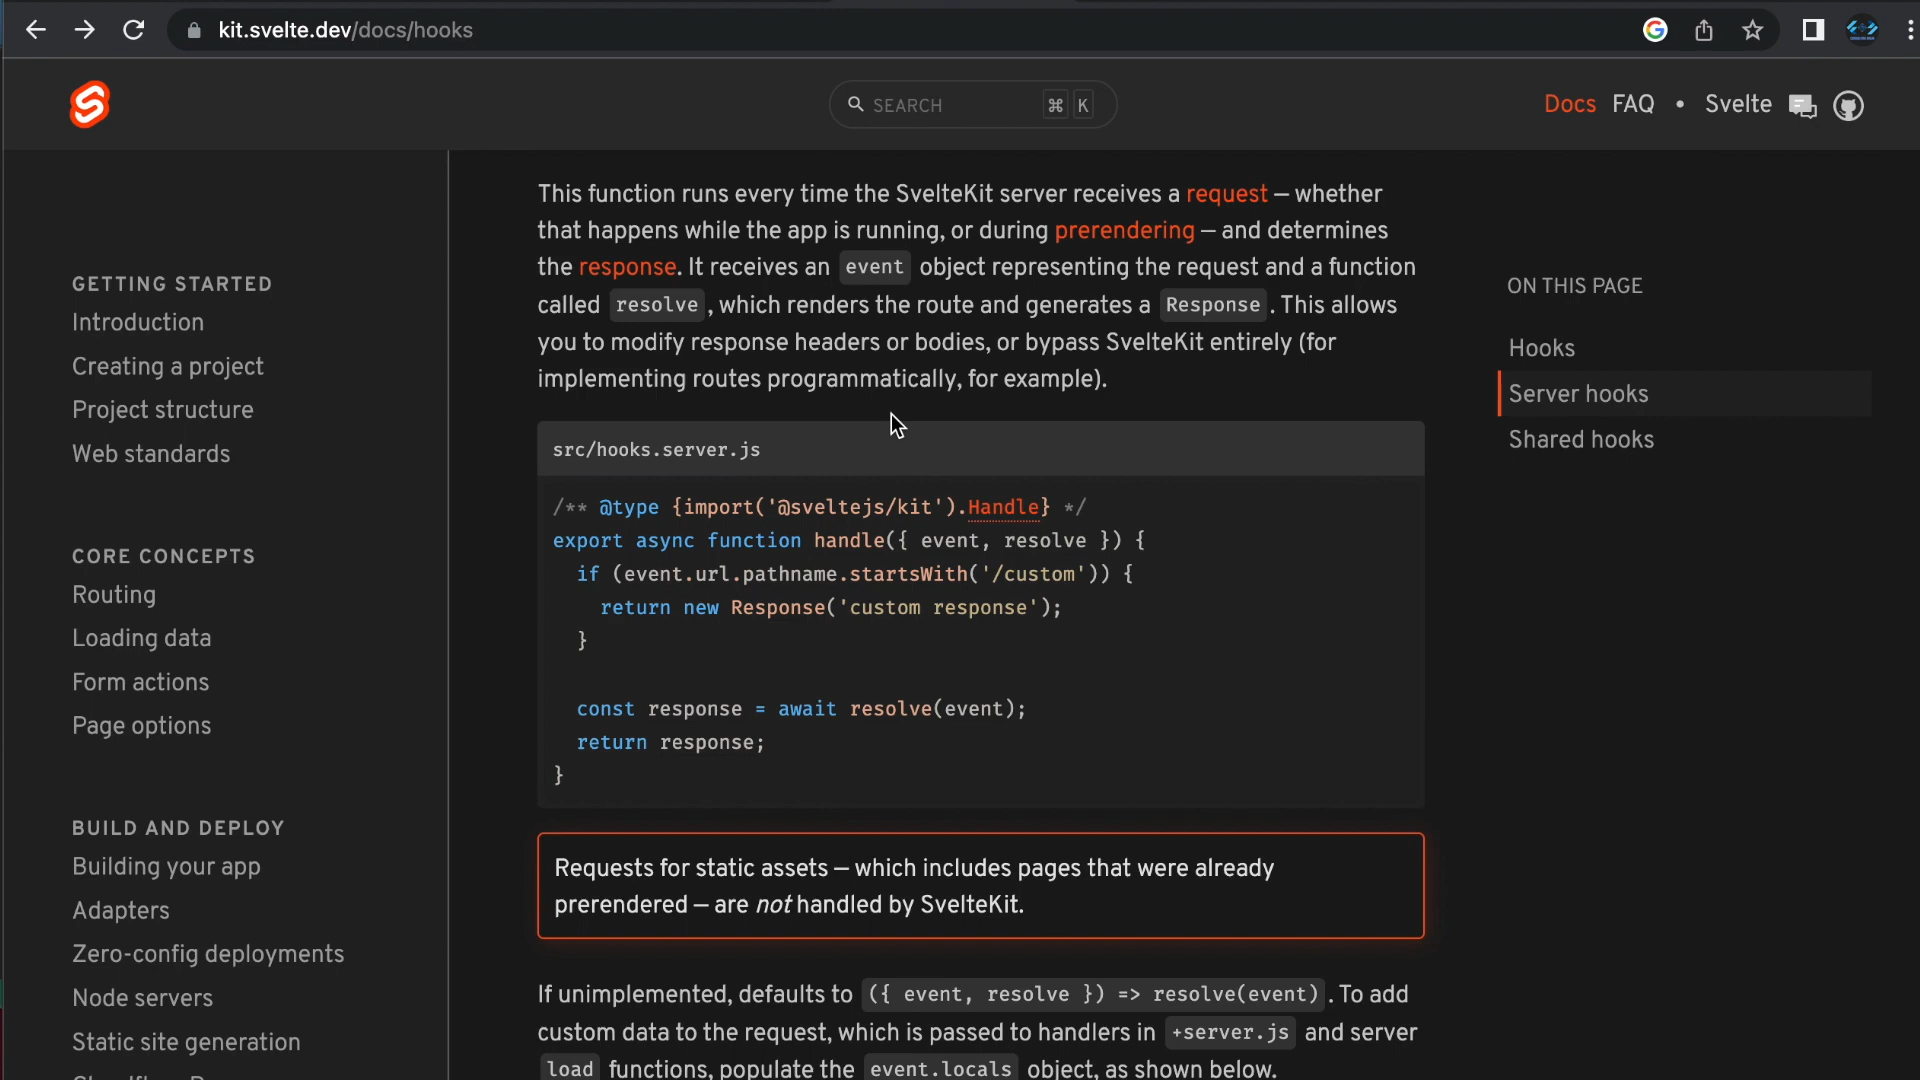 kit.svelte.dev/docs/hooks
SEARCH ⌘ K
Docs FAQ • Svelte
GETTING STARTED
Introduction
Creating a project
Project structure
Web standards
CORE CONCEPTS
Routing
Loading data
Form actions
Page options
BUILD AND DEPLOY
Building your app
Adapters
Zero-config deployments
Node servers
Static site generation
This function runs every time the SvelteKit server receives a request — whether
that happens while the app is running, or during prerendering — and determines
the response. It receives an event object representing the request and a function
called resolve, which renders the route and generates a Response. This allows
you to modify response headers or bodies, or bypass SvelteKit entirely (for
implementing routes programmatically, for example).
src/hooks.server.js
/** @type {import('@sveltejs/kit').Handle} */
export async function handle({ event, resolve }) {
if (event.url.pathname.startsWith('/custom')) {
return new Response('custom response');
}
const response = await resolve(event);
return response;
}
Requests for static assets — which includes pages that were already
prerendered — are not handled by SvelteKit.
If unimplemented, defaults to ({ event, resolve }) => resolve(event). To add
custom data to the request, which is passed to handlers in +server.js and server
load functions, populate the event.locals object, as shown below.
ON THIS PAGE
Hooks
Server hooks
Shared hooks